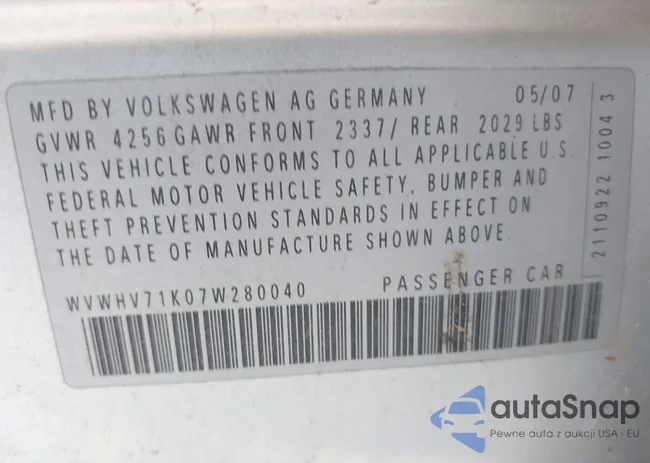 MFD BY VOLKSWAGEN AG GERMANY 05/07
GVWR 4256 GAWR FRONT 2337/ REAR 2029 LBS
THIS VEHICLE CONFORMS TO ALL APPLICABLE U.S.
FEDERAL MOTOR VEHICLE SAFETY, BUMPER AND
THEFT PREVENTION STANDARDS IN EFFECT ON
THE DATE OF MANUFACTURE SHOWN ABOVE.
WVWHV71K07W280040 PASSENGER CAR
2110922 1004 3
autaSnap
Pewne auta z aukcji USA i EU